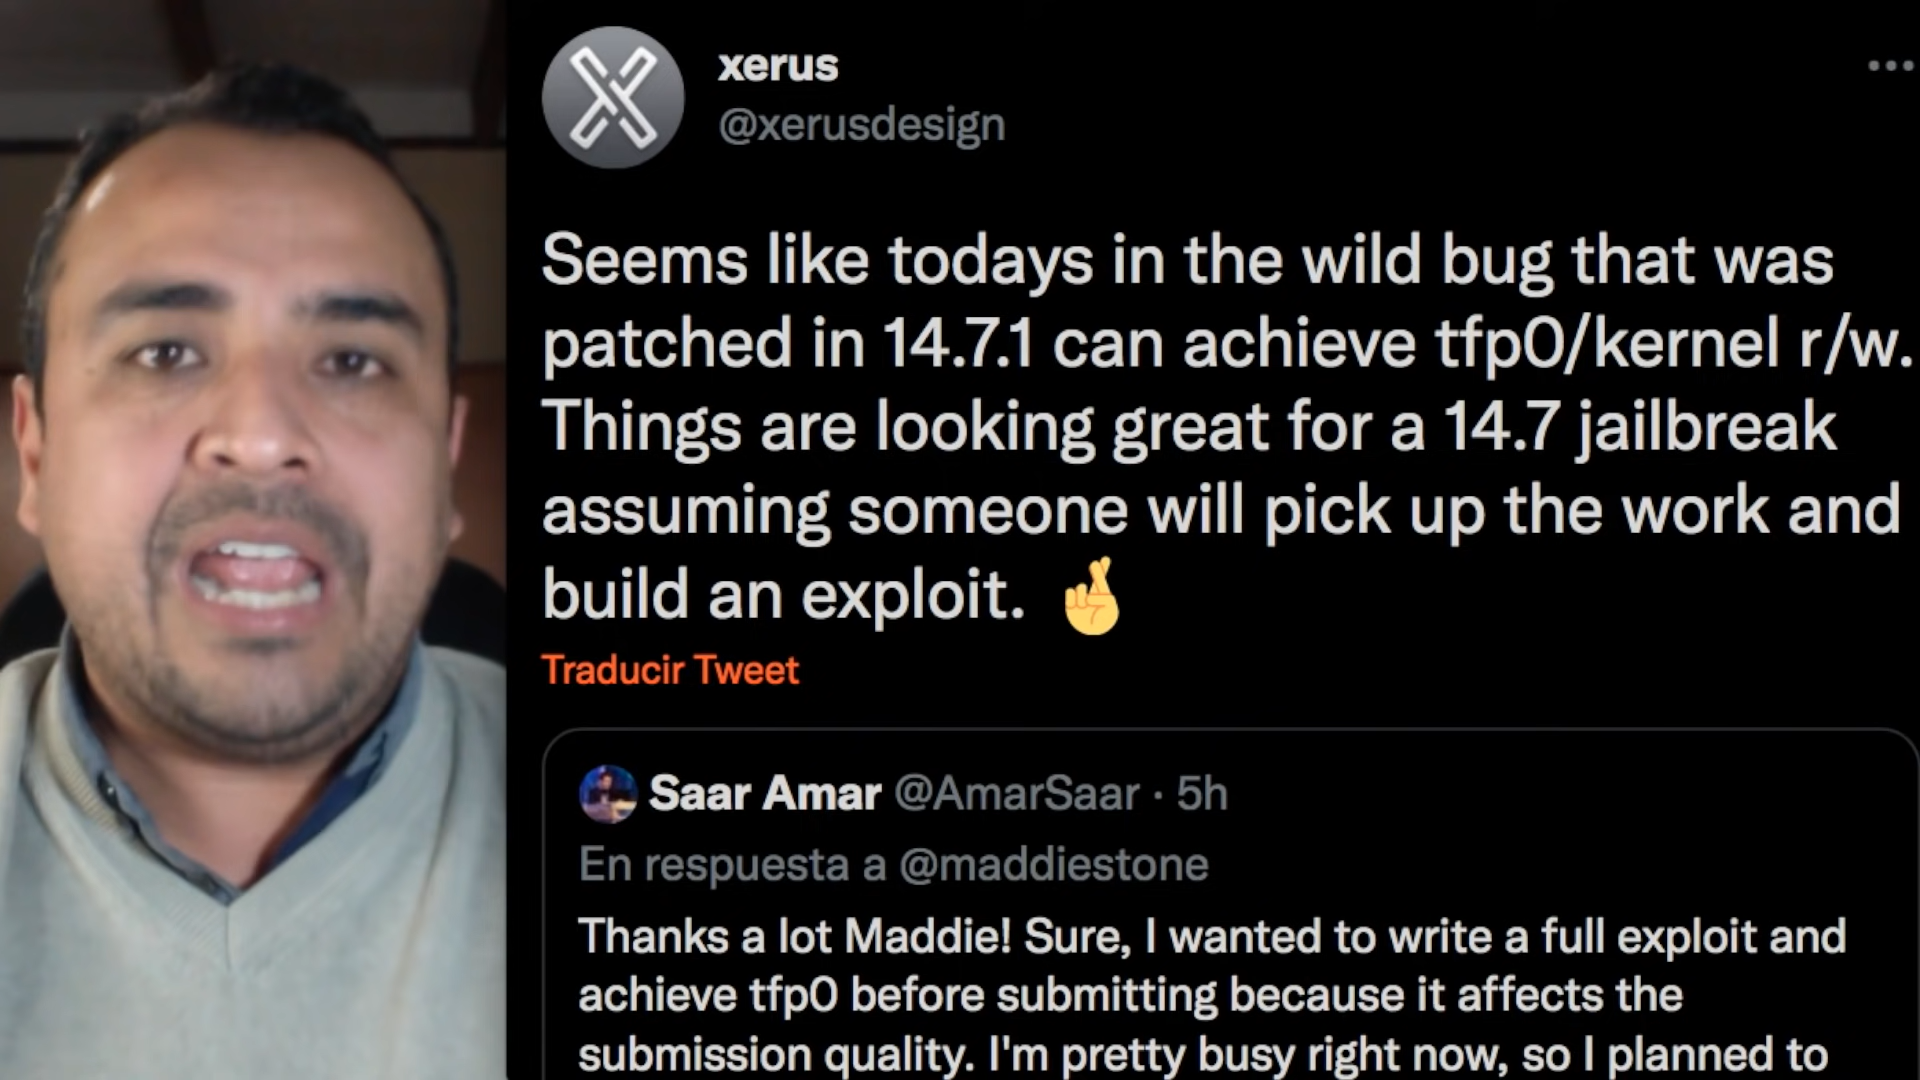 xerus
@xerusdesign
Seems like todays in the wild bug that was
patched in 14.7.1 can achieve tfp0/kernel r/w.
Things are looking great for a 14.7 jailbreak
assuming someone will pick up the work and
build an exploit. 🤞
Traducir Tweet
Saar Amar @AmarSaar · 5h
En respuesta a @maddiestone
Thanks a lot Maddie! Sure, I wanted to write a full exploit and
achieve tfp0 before submitting because it affects the
submission quality. I'm pretty busy right now, so I planned to